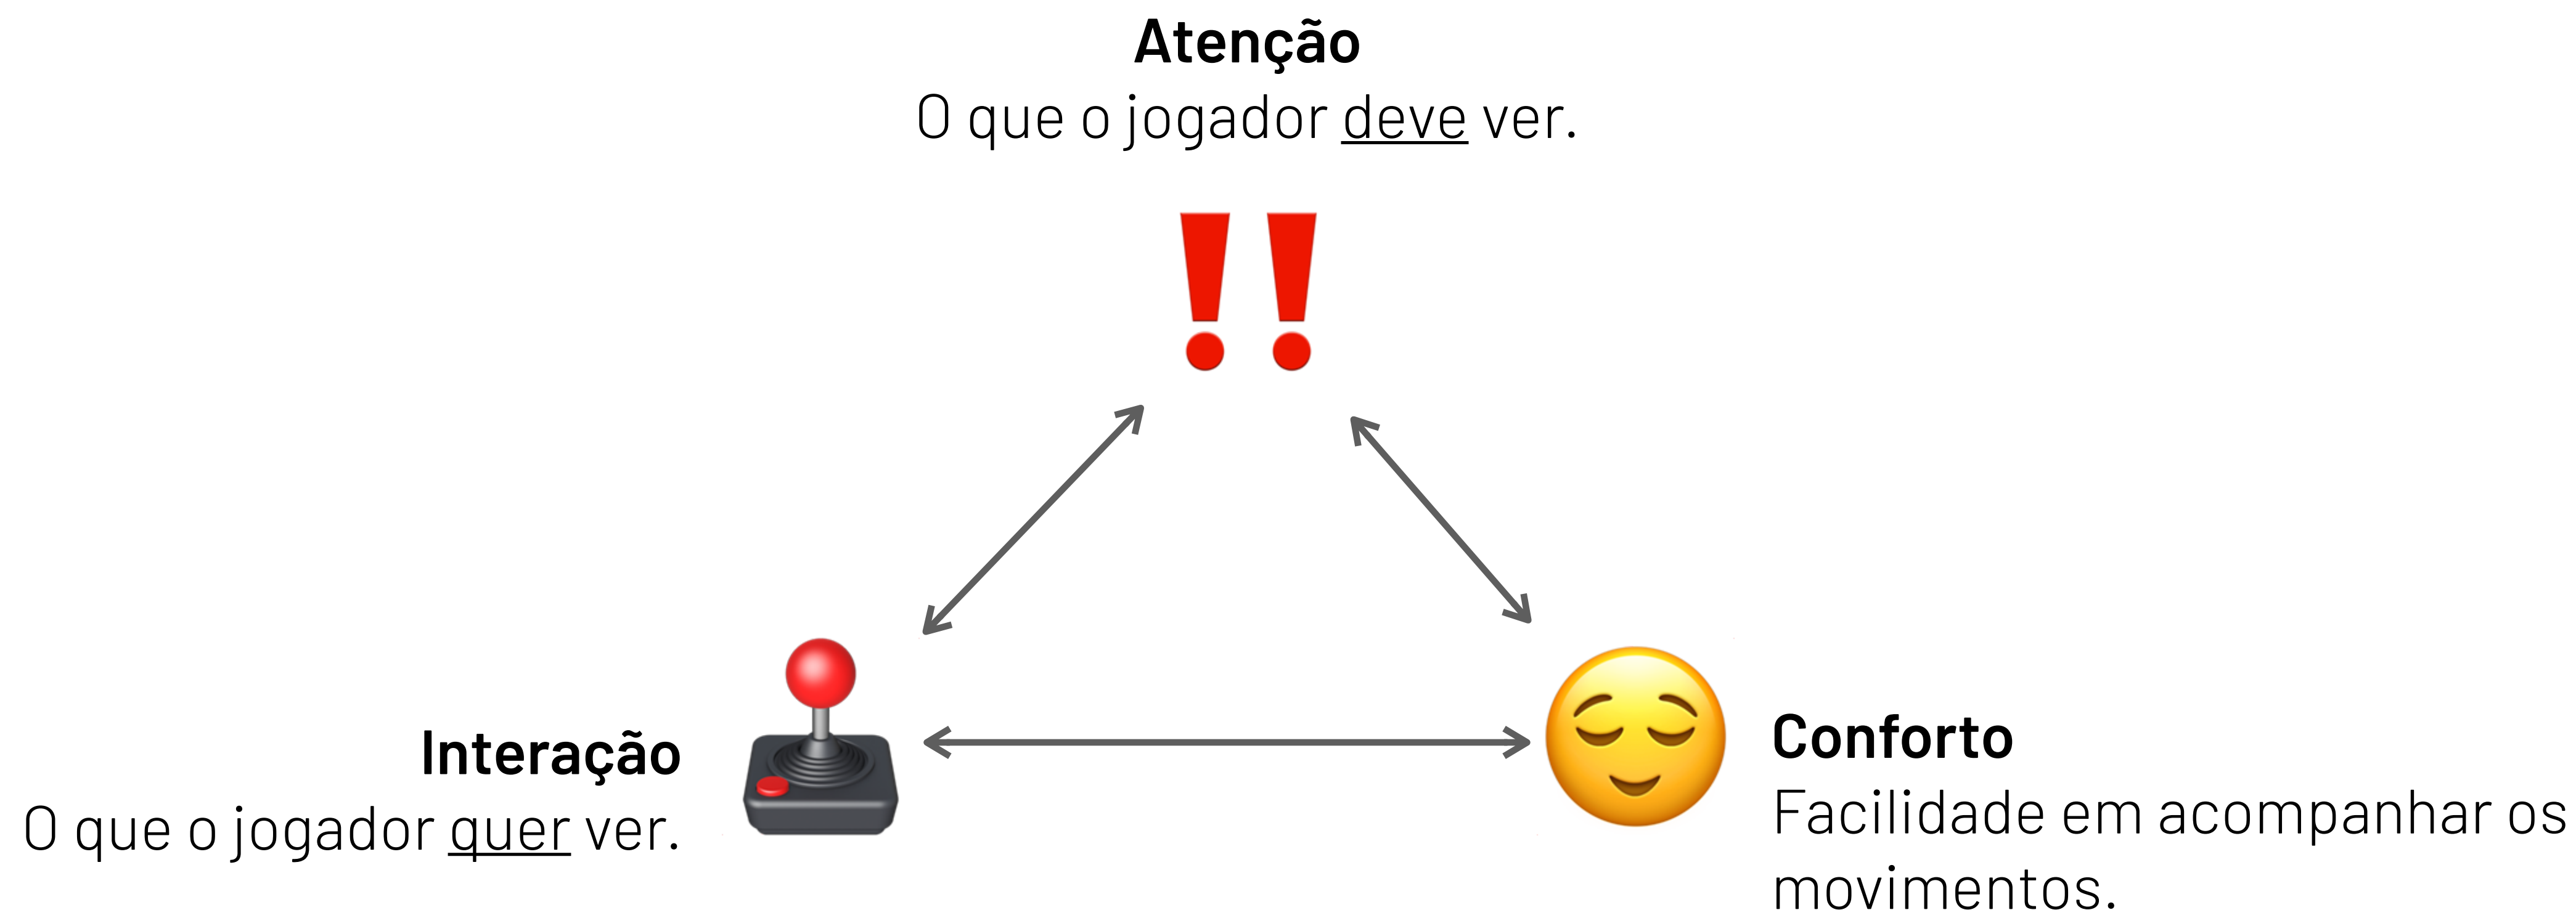 Atenção
O que o jogador deve ver.
Interação
O que o jogador quer ver.
Conforto
Facilidade em acompanhar os
movimentos.